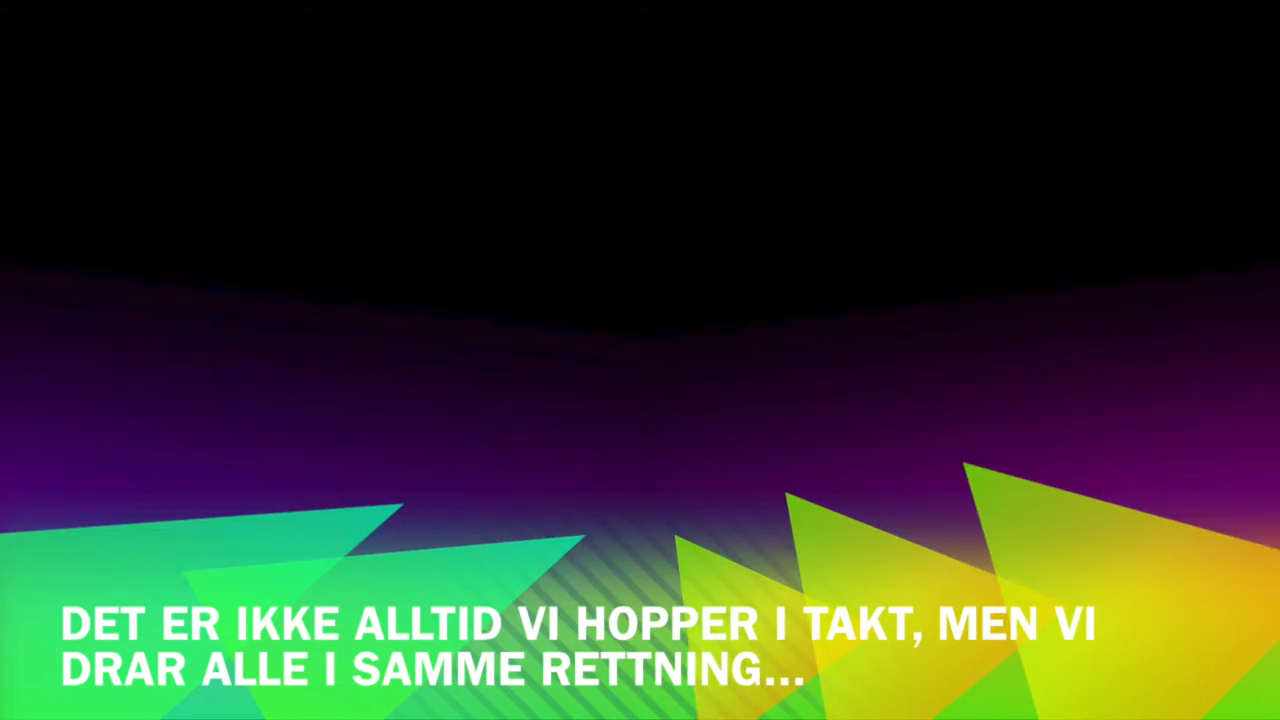 DET ER IKKE ALLTID VI HOPPER I TAKT, MEN VI
DRAR ALLE I SAMME RETTNING...